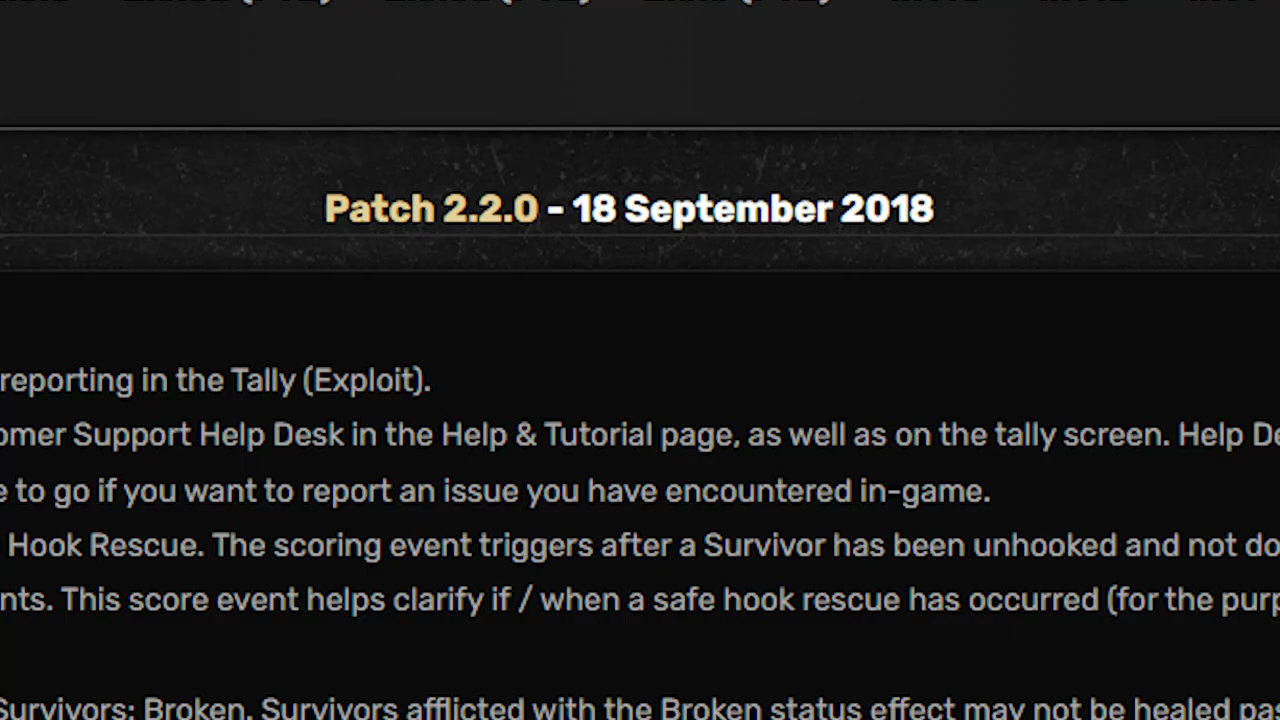 Patch 2.2.0 - 18 September 2018
reporting in the Tally (Exploit).
omer Support Help Desk in the Help & Tutorial page, as well as on the tally screen. Help De
e to go if you want to report an issue you have encountered in-game.
Hook Rescue. The scoring event triggers after a Survivor has been unhooked and not do
nts. This score event helps clarify if / when a safe hook rescue has occurred (for the purp
Survivors: Broken. Survivors afflicted with the Broken status effect may not be healed pas